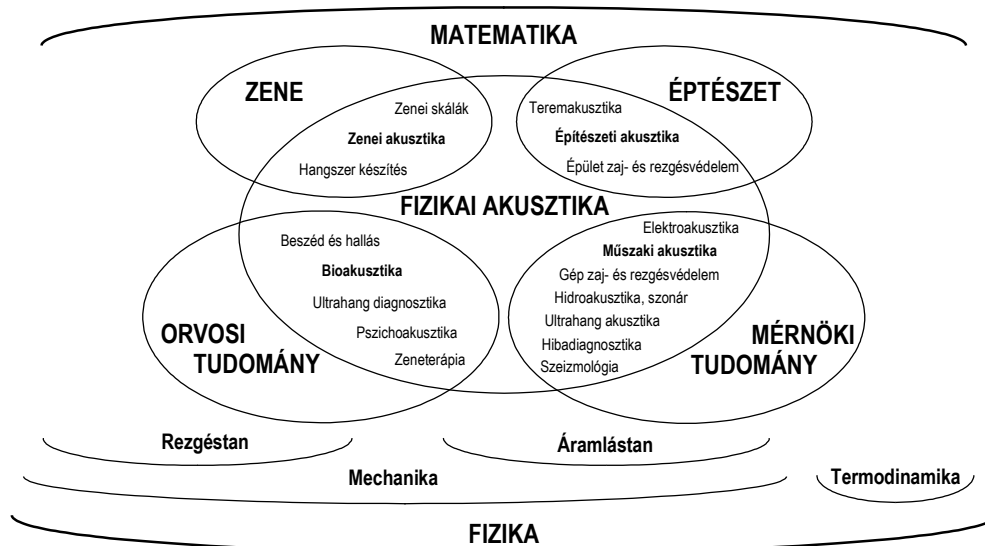 MATEMATIKA
ZENE
ÉPTÉSZET
Zenei skálák
Teremakusztika
Zenei akusztika
Építészeti akusztika
Hangszer készítés
Épület zaj- és rezgésvédelem
FIZIKAI AKUSZTIKA
Beszéd és hallás
Bioakusztika
Ultrahang diagnosztika
Pszichoakusztika
Zeneterápia
Elektroakusztika
Műszaki akusztika
Gép zaj- és rezgésvédelem
Hidroakusztika, szonár
Ultrahang akusztika
Hibadiagnosztika
Szeizmológia
ORVOSI
TUDOMÁNY
MÉRNÖKI
TUDOMÁNY
Rezgéstan
Áramlástan
Mechanika
Termodinamika
FIZIKA